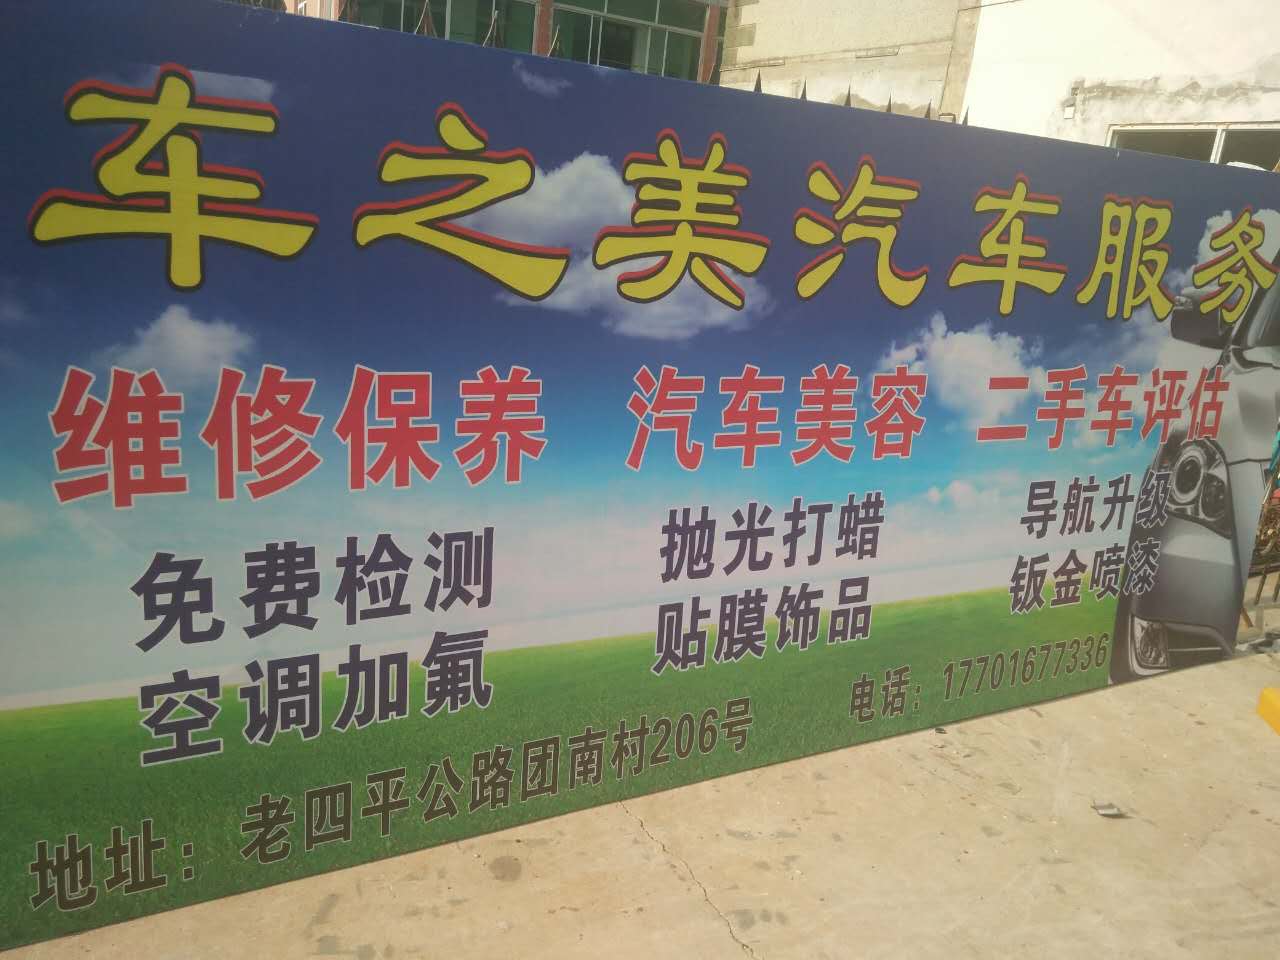 车之美汽车服务
维修保养 汽车美容 二手车评估
免费检测 抛光打蜡 导航升级
空调加氟 贴膜饰品 钣金喷漆
地址：老四平公路团南村206号 电话：17701677336